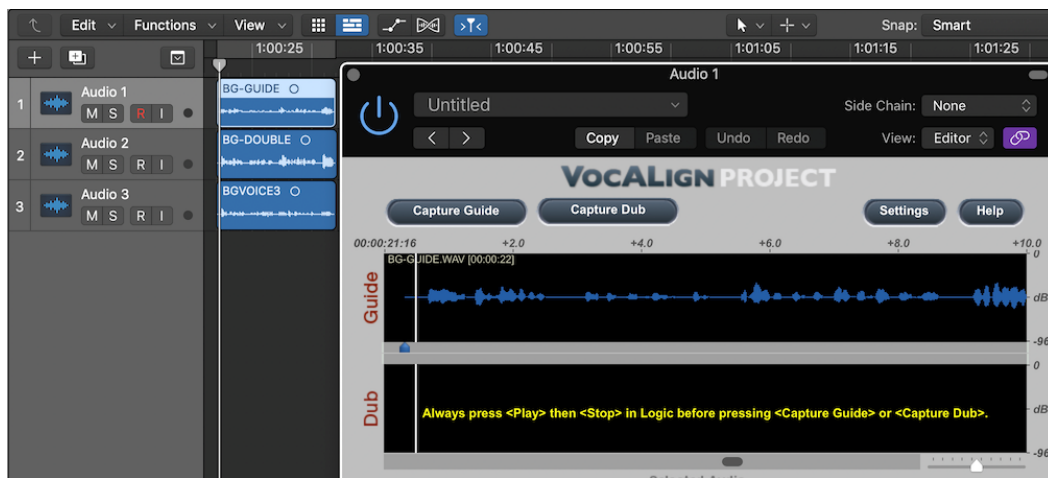 Edit Functions View Snap: Smart
1:00:25 1:00:35 1:00:45 1:00:55 1:01:05 1:01:15 1:01:25
Audio 1
1 Audio 1 BG-GUIDE
M S R I
Untitled Side Chain: None
Copy Paste Undo Redo View: Editor
2 Audio 2 BG-DOUBLE
M S R I
3 Audio 3 BGVOICE3
M S R I
VOCALIGN PROJECT
Capture Guide Capture Dub Settings Help
00:00:21:16 +2.0 +4.0 +6.0 +8.0 +10.0
BG-GUIDE.WAV [00:00:22] 0
Guide dB
-96
0
Dub Always press <Play> then <Stop> in Logic before pressing <Capture Guide> or <Capture Dub>. dB
-96